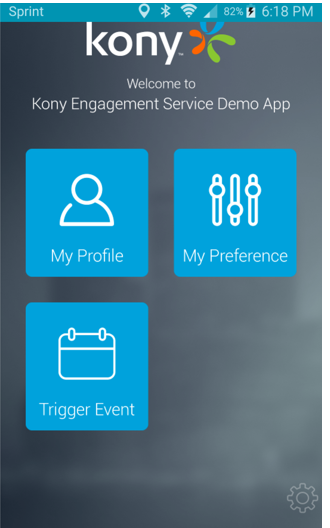 Sprint 82% 6:18 PM
kony
Welcome to
Kony Engagement Service Demo App
My Profile
My Preference
Trigger Event